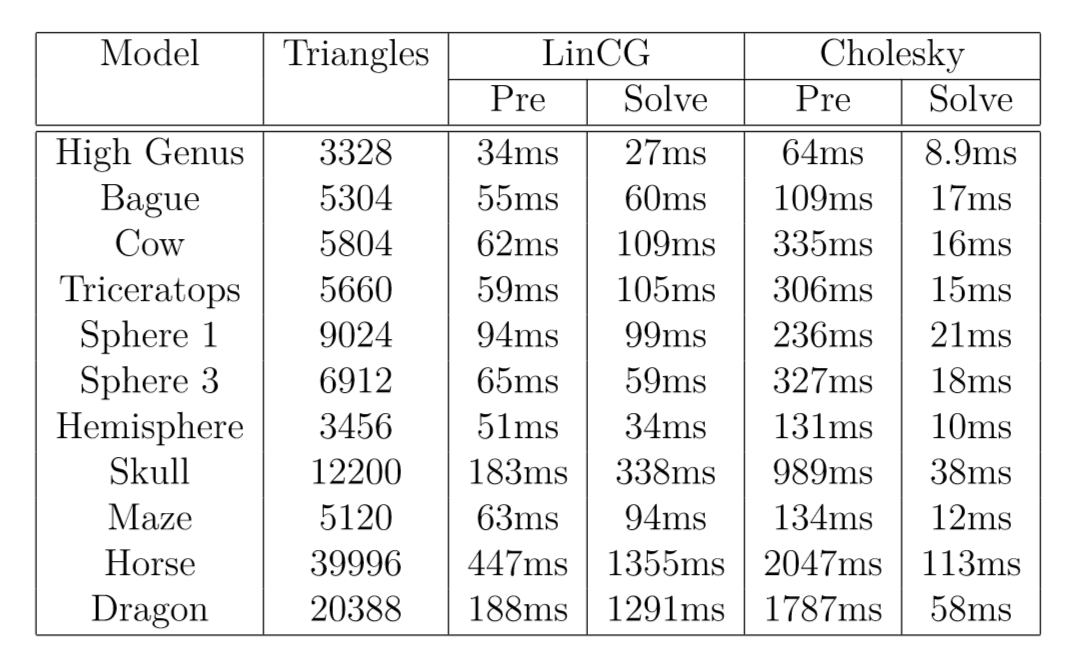 Model Triangles LinCG Cholesky
Pre Solve Pre Solve
High Genus 3328 34ms 27ms 64ms 8.9ms
Bague 5304 55ms 60ms 109ms 17ms
Cow 5804 62ms 109ms 335ms 16ms
Triceratops 5660 59ms 105ms 306ms 15ms
Sphere 1 9024 94ms 99ms 236ms 21ms
Sphere 3 6912 65ms 59ms 327ms 18ms
Hemisphere 3456 51ms 34ms 131ms 10ms
Skull 12200 183ms 338ms 989ms 38ms
Maze 5120 63ms 94ms 134ms 12ms
Horse 39996 447ms 1355ms 2047ms 113ms
Dragon 20388 188ms 1291ms 1787ms 58ms